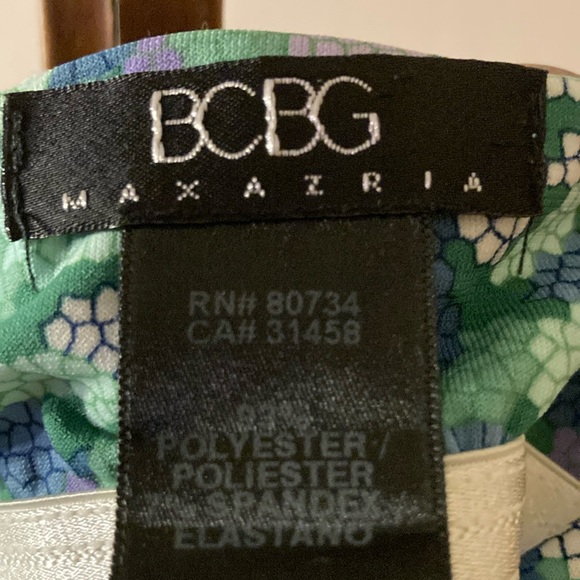 BCBG
MAXAZRIA
RN# 80734
CA# 31458
POLYESTER /
POLIESTER
SPANDEX
ELASTANO